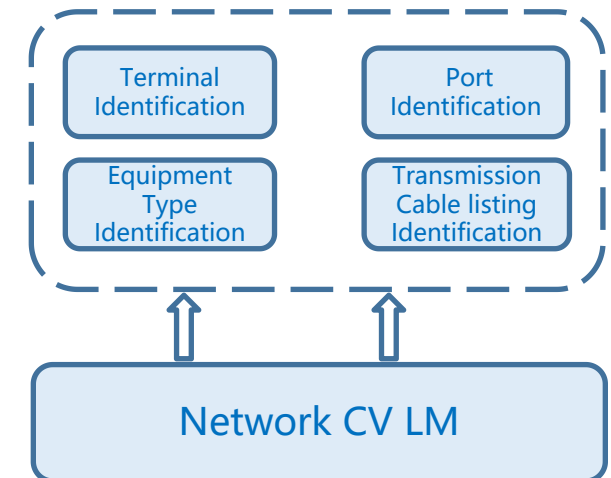 Terminal
Identification
Port
Identification
Equipment
Type
Identification
Transmission
Cable listing
Identification
Network CV LM